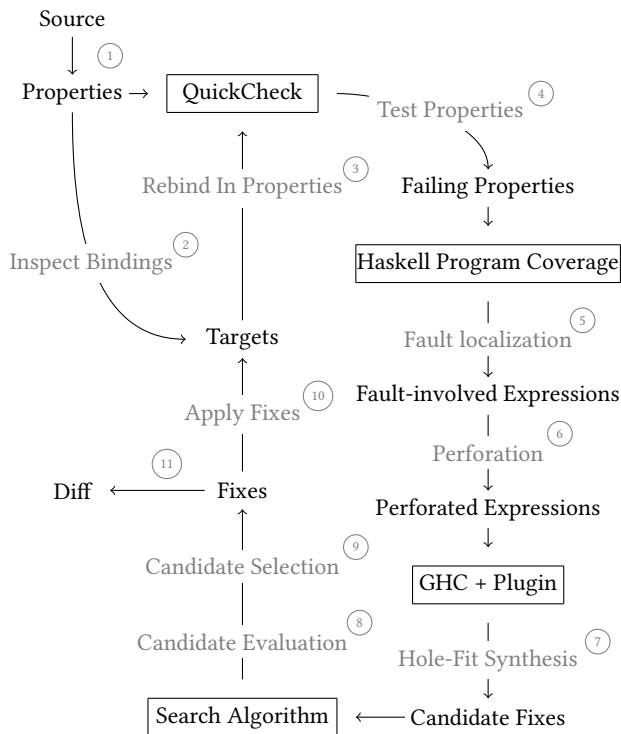 Source
1
Properties
QuickCheck
4
Test Properties
3
Rebind In Properties
Failing Properties
2
Inspect Bindings
Haskell Program Coverage
5
Fault localization
Targets
Fault-involved Expressions
10
Apply Fixes
6
Perforation
11
Diff
Fixes
Perforated Expressions
9
Candidate Selection
GHC + Plugin
8
Candidate Evaluation
7
Hole-Fit Synthesis
Search Algorithm
Candidate Fixes